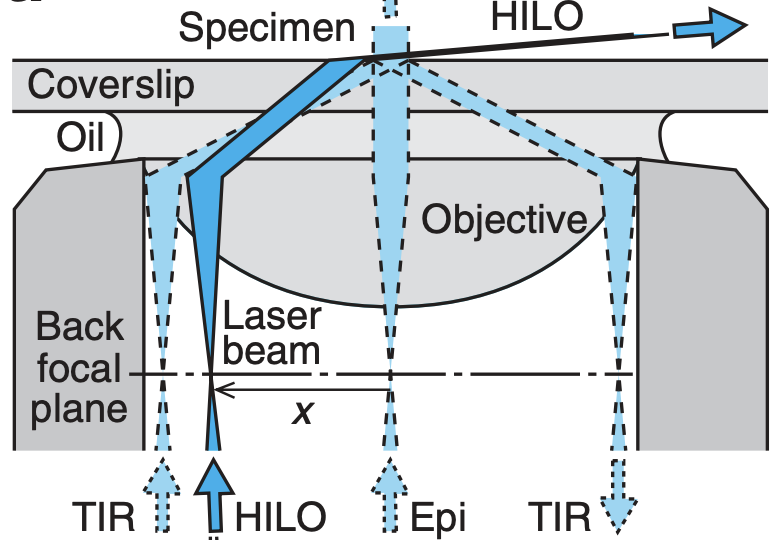 HILO
Specimen
Coverslip
Oil
Objective
Laser
beam
Back
focal
plane
x
TIR
HILO
Epi
TIR